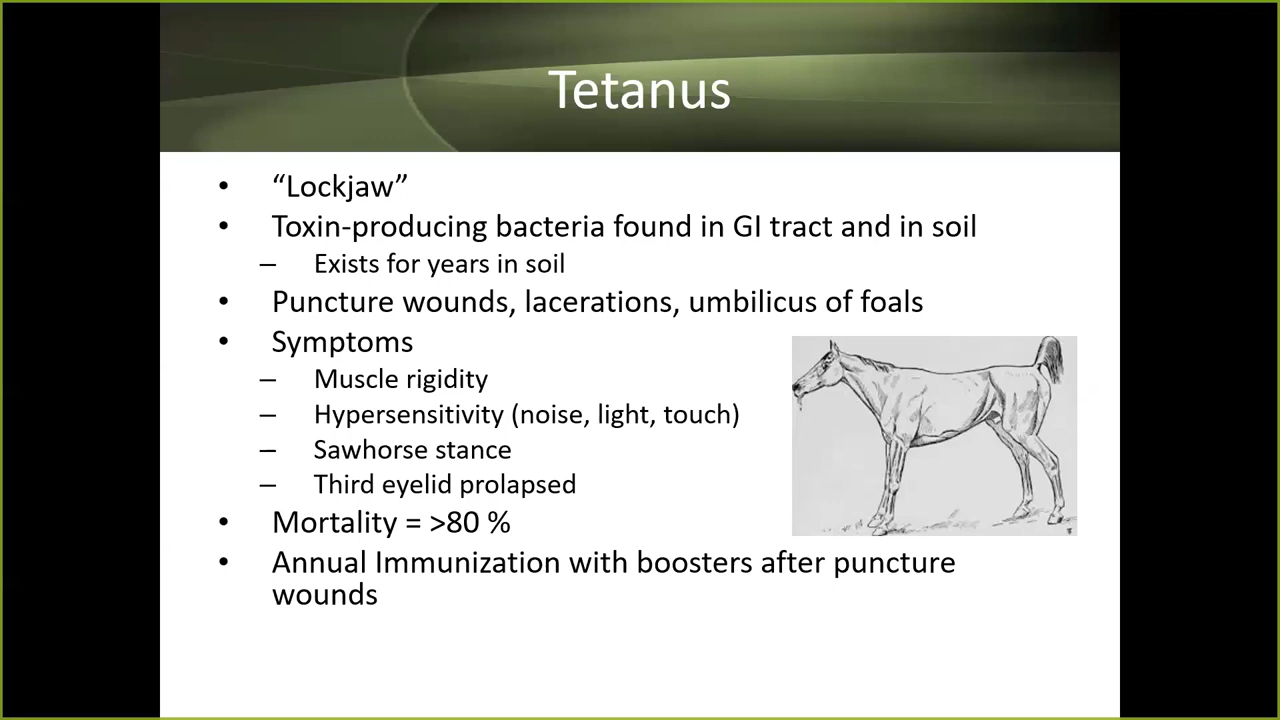 Tetanus
• “Lockjaw”
• Toxin-producing bacteria found in GI tract and in soil
– Exists for years in soil
• Puncture wounds, lacerations, umbilicus of foals
• Symptoms
– Muscle rigidity
– Hypersensitivity (noise, light, touch)
– Sawhorse stance
– Third eyelid prolapsed
• Mortality = >80 %
• Annual Immunization with boosters after puncture
wounds